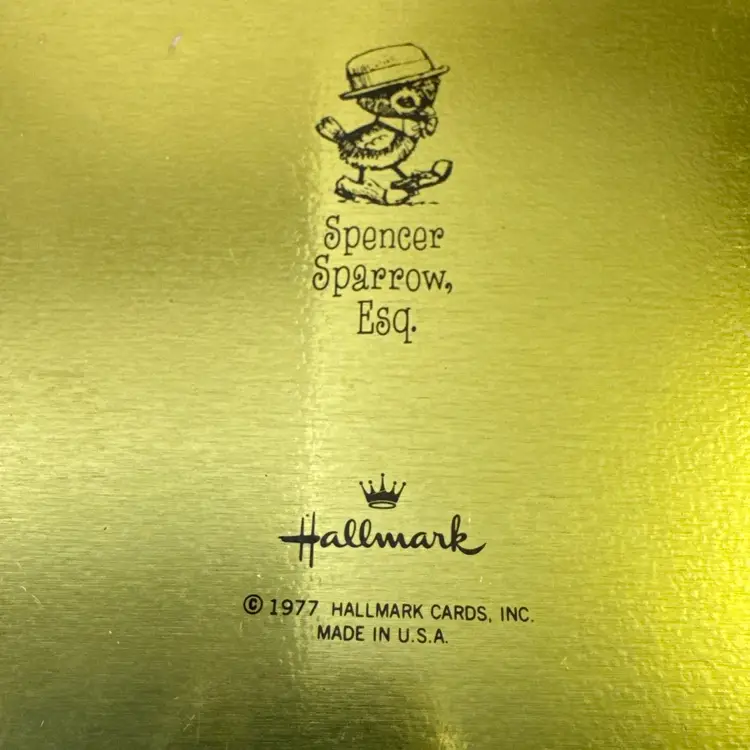 Spencer
Sparrow,
Esq.
Hallmark
© 1977 HALLMARK CARDS, INC.
MADE IN U.S.A.